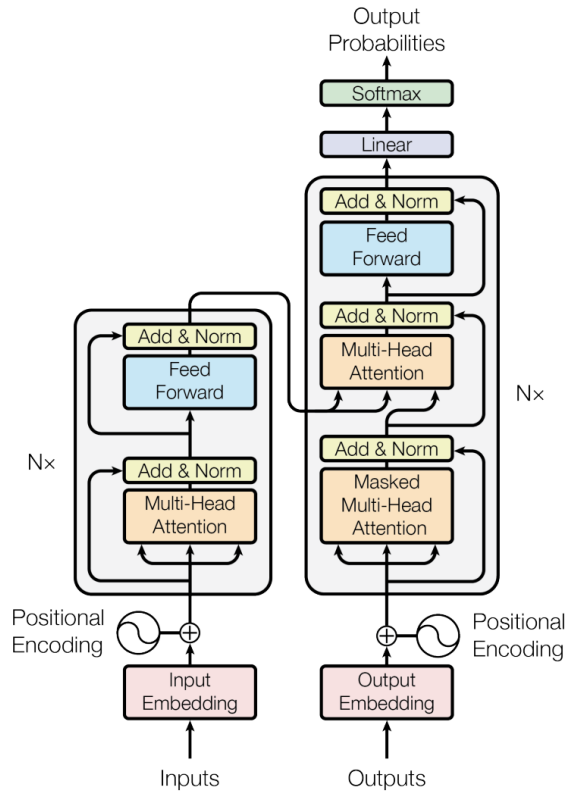 Output
Probabilities
Softmax
Linear
Add & Norm
Feed
Forward
Add & Norm
Multi-Head
Attention
Add & Norm
Masked
Multi-Head
Attention
Nx
Add & Norm
Feed
Forward
Add & Norm
Multi-Head
Attention
Nx
Positional
Encoding
Positional
Encoding
Input
Embedding
Output
Embedding
Inputs
Outputs